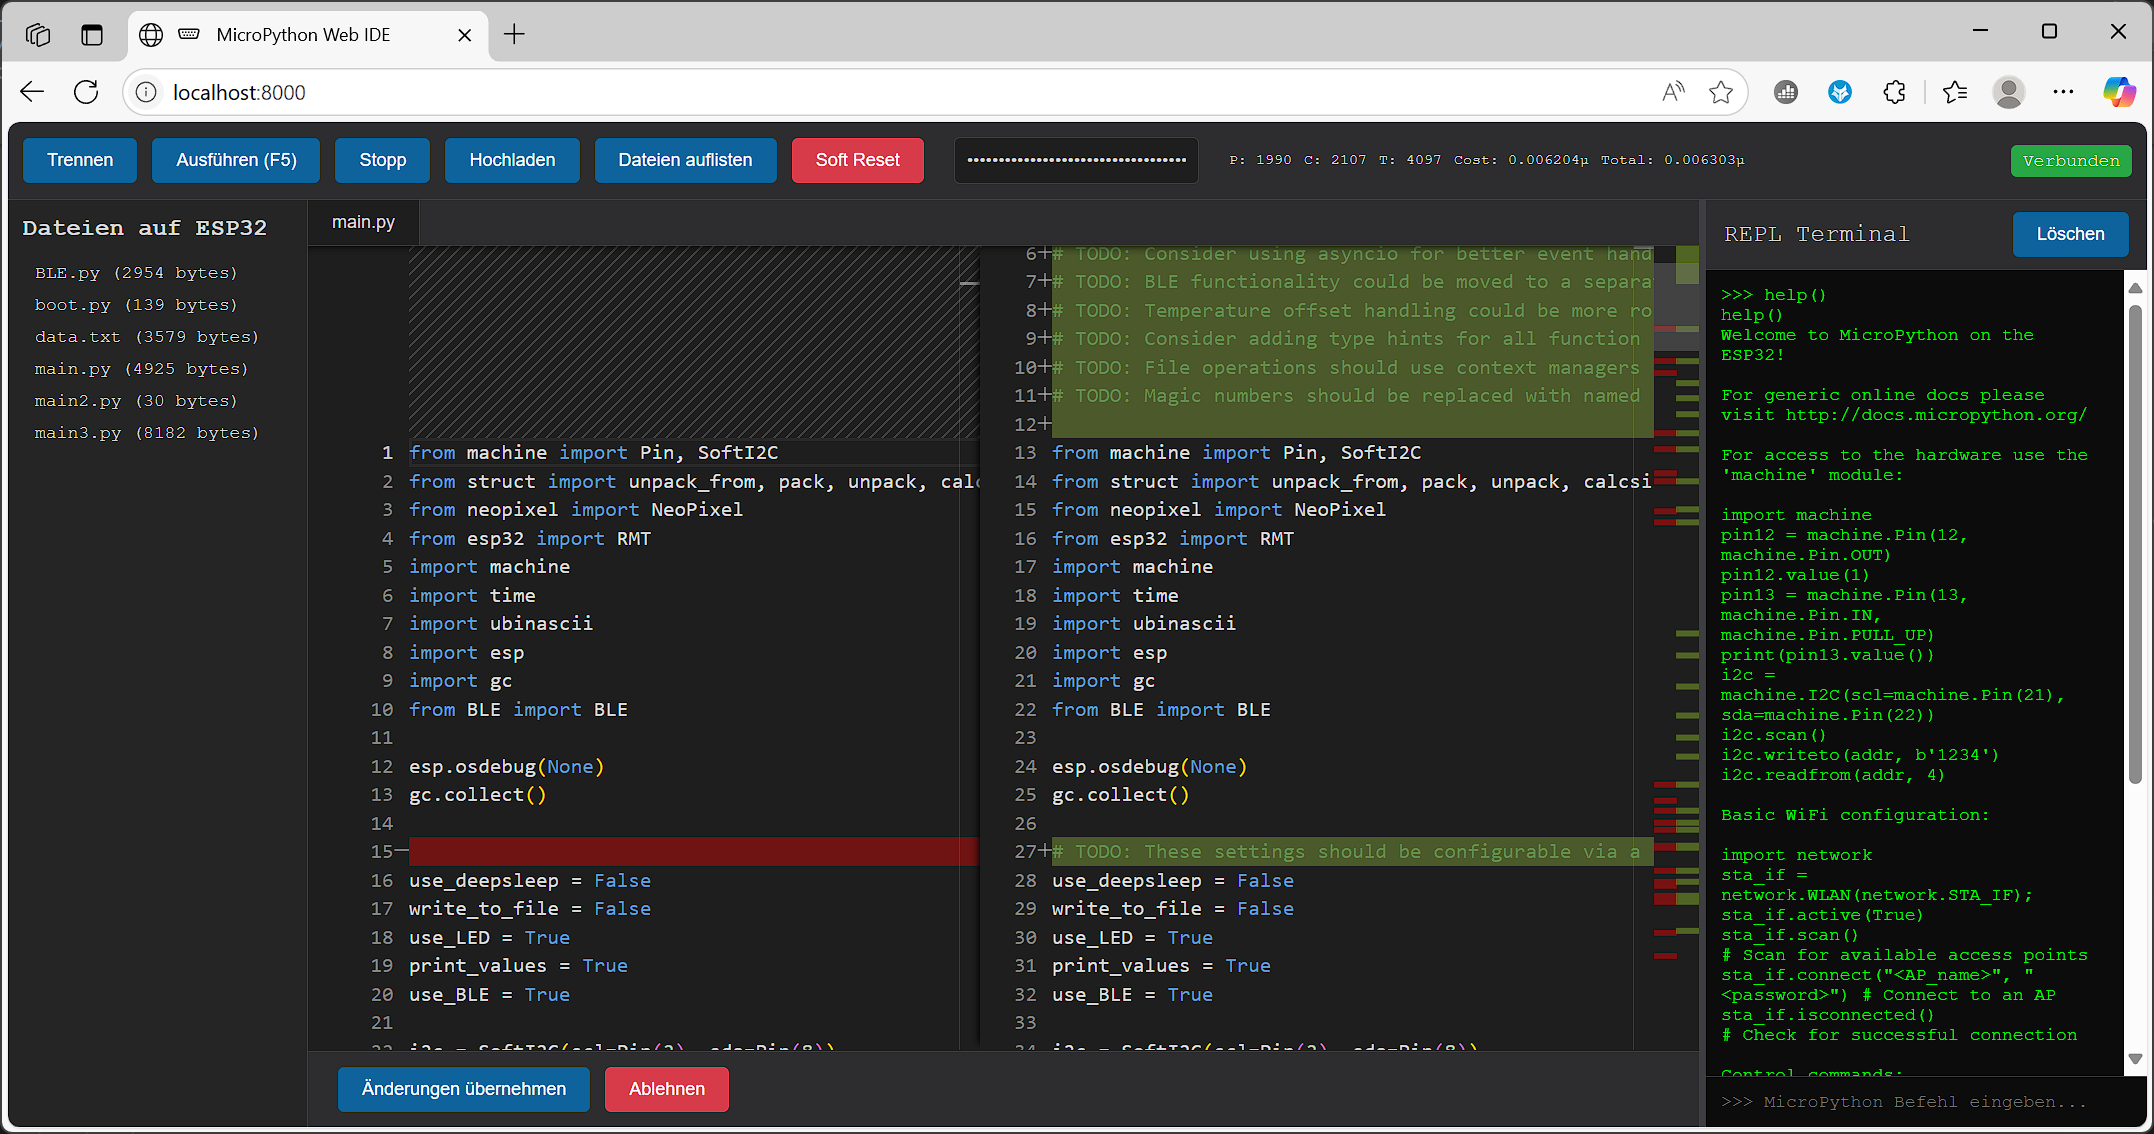 MicroPython Web IDE
localhost:8000
Trennen
Ausführen (F5)
Stopp
Hochladen
Dateien auflisten
Soft Reset
••••••••••••••••••••••••••••••••••••
P: 1990 C: 2107 T: 4097 Cost: 0.006204µ Total: 0.006303µ
Verbunden
Dateien auf ESP32
BLE.py (2954 bytes)
boot.py (139 bytes)
data.txt (3579 bytes)
main.py (4925 bytes)
main2.py (30 bytes)
main3.py (8182 bytes)
main.py
1 from machine import Pin, SoftI2C
2 from struct import unpack_from, pack, unpack, calc
3 from neopixel import NeoPixel
4 from esp32 import RMT
5 import machine
6 import time
7 import ubinascii
8 import esp
9 import gc
10 from BLE import BLE
11
12 esp.osdebug(None)
13 gc.collect()
14
15—
16 use_deepsleep = False
17 write_to_file = False
18 use_LED = True
19 print_values = True
20 use_BLE = True
21
22 i2c = SoftI2C(scl=Pin(2), sda=Pin(8))
6+# TODO: Consider using asyncio for better event hand
7+# TODO: BLE functionality could be moved to a separa
8+# TODO: Temperature offset handling could be more ro
9+# TODO: Consider adding type hints for all function
10+# TODO: File operations should use context managers
11+# TODO: Magic numbers should be replaced with named
12+
13 from machine import Pin, SoftI2C
14 from struct import unpack_from, pack, unpack, calcsi
15 from neopixel import NeoPixel
16 from esp32 import RMT
17 import machine
18 import time
19 import ubinascii
20 import esp
21 import gc
22 from BLE import BLE
23
24 esp.osdebug(None)
25 gc.collect()
26
27+# TODO: These settings should be configurable via a
28 use_deepsleep = False
29 write_to_file = False
30 use_LED = True
31 print_values = True
32 use_BLE = True
33
34 i2c = SoftI2C(scl=Pin(2), sda=Pin(8))
Änderungen übernehmen
Ablehnen
REPL Terminal
Löschen
>>> help()
help()
Welcome to MicroPython on the
ESP32!
For generic online docs please
visit http://docs.micropython.org/
For access to the hardware use the
'machine' module:
import machine
pin12 = machine.Pin(12,
machine.Pin.OUT)
pin12.value(1)
pin13 = machine.Pin(13,
machine.Pin.IN,
machine.Pin.PULL_UP)
print(pin13.value())
i2c =
machine.I2C(scl=machine.Pin(21),
sda=machine.Pin(22))
i2c.scan()
i2c.writeto(addr, b'1234')
i2c.readfrom(addr, 4)
Basic WiFi configuration:
import network
sta_if =
network.WLAN(network.STA_IF);
sta_if.active(True)
sta_if.scan()
# Scan for available access points
sta_if.connect("<AP_name>", "
<password>") # Connect to an AP
sta_if.isconnected()
# Check for successful connection
Control commands:
>>> MicroPython Befehl eingeben...